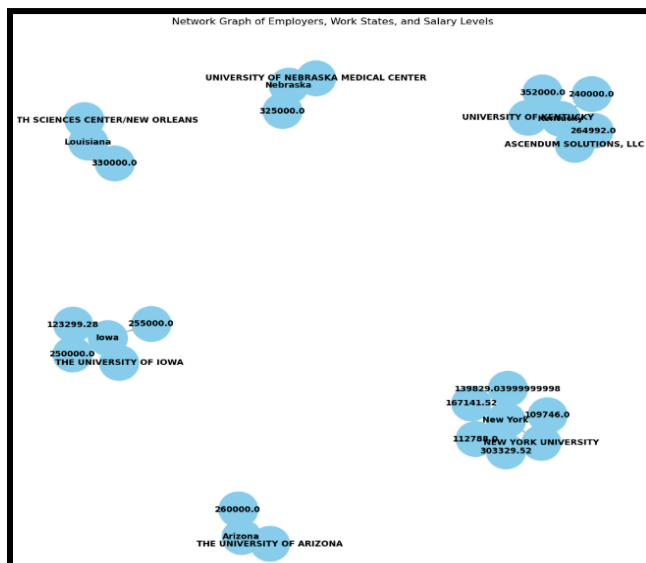 Network Graph of Employers, Work States, and Salary Levels
UNIVERSITY OF NEBRASKA MEDICAL CENTER
Nebraska
325000.0
352000.0
240000.0
UNIVERSITY OF KENTUCKY
Kentucky
264992.0
ASCENDUM SOLUTIONS, LLC
TH SCIENCES CENTER/NEW ORLEANS
Louisiana
330000.0
123299.28
255000.0
Iowa
250000.0
THE UNIVERSITY OF IOWA
139829.03999999998
167141.52
109746.0
New York
112788.0
NEW YORK UNIVERSITY
303329.52
260000.0
Arizona
THE UNIVERSITY OF ARIZONA